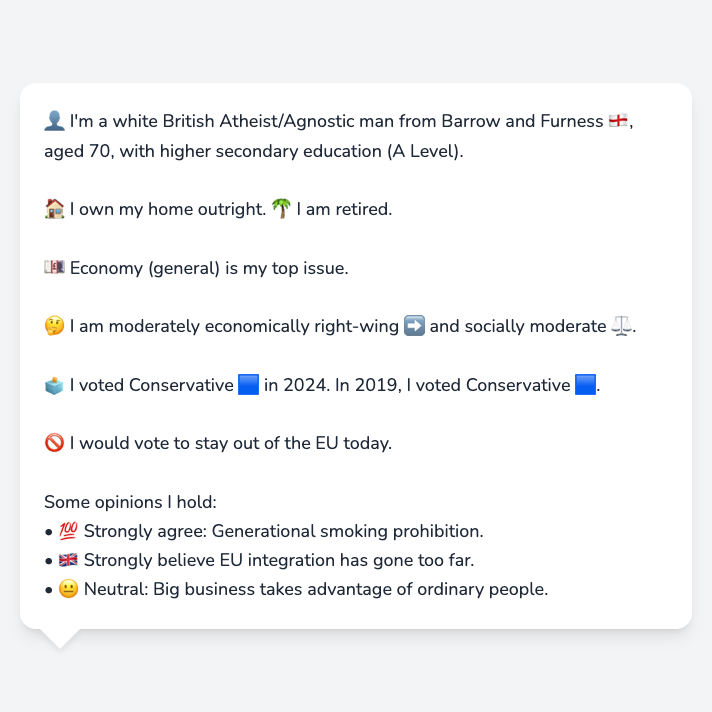 👤 I'm a white British Atheist/Agnostic man from Barrow and Furness 🏴󠁧󠁢󠁥󠁮󠁧󠁿,
aged 70, with higher secondary education (A Level).
🏠 I own my home outright. 🌴 I am retired.
💷 Economy (general) is my top issue.
🤔 I am moderately economically right-wing ➡️ and socially moderate ⚖️.
🗳️ I voted Conservative 🟦 in 2024. In 2019, I voted Conservative 🟦.
🚫 I would vote to stay out of the EU today.
Some opinions I hold:
• 💯 Strongly agree: Generational smoking prohibition.
• 🇬🇧 Strongly believe EU integration has gone too far.
• 😐 Neutral: Big business takes advantage of ordinary people.